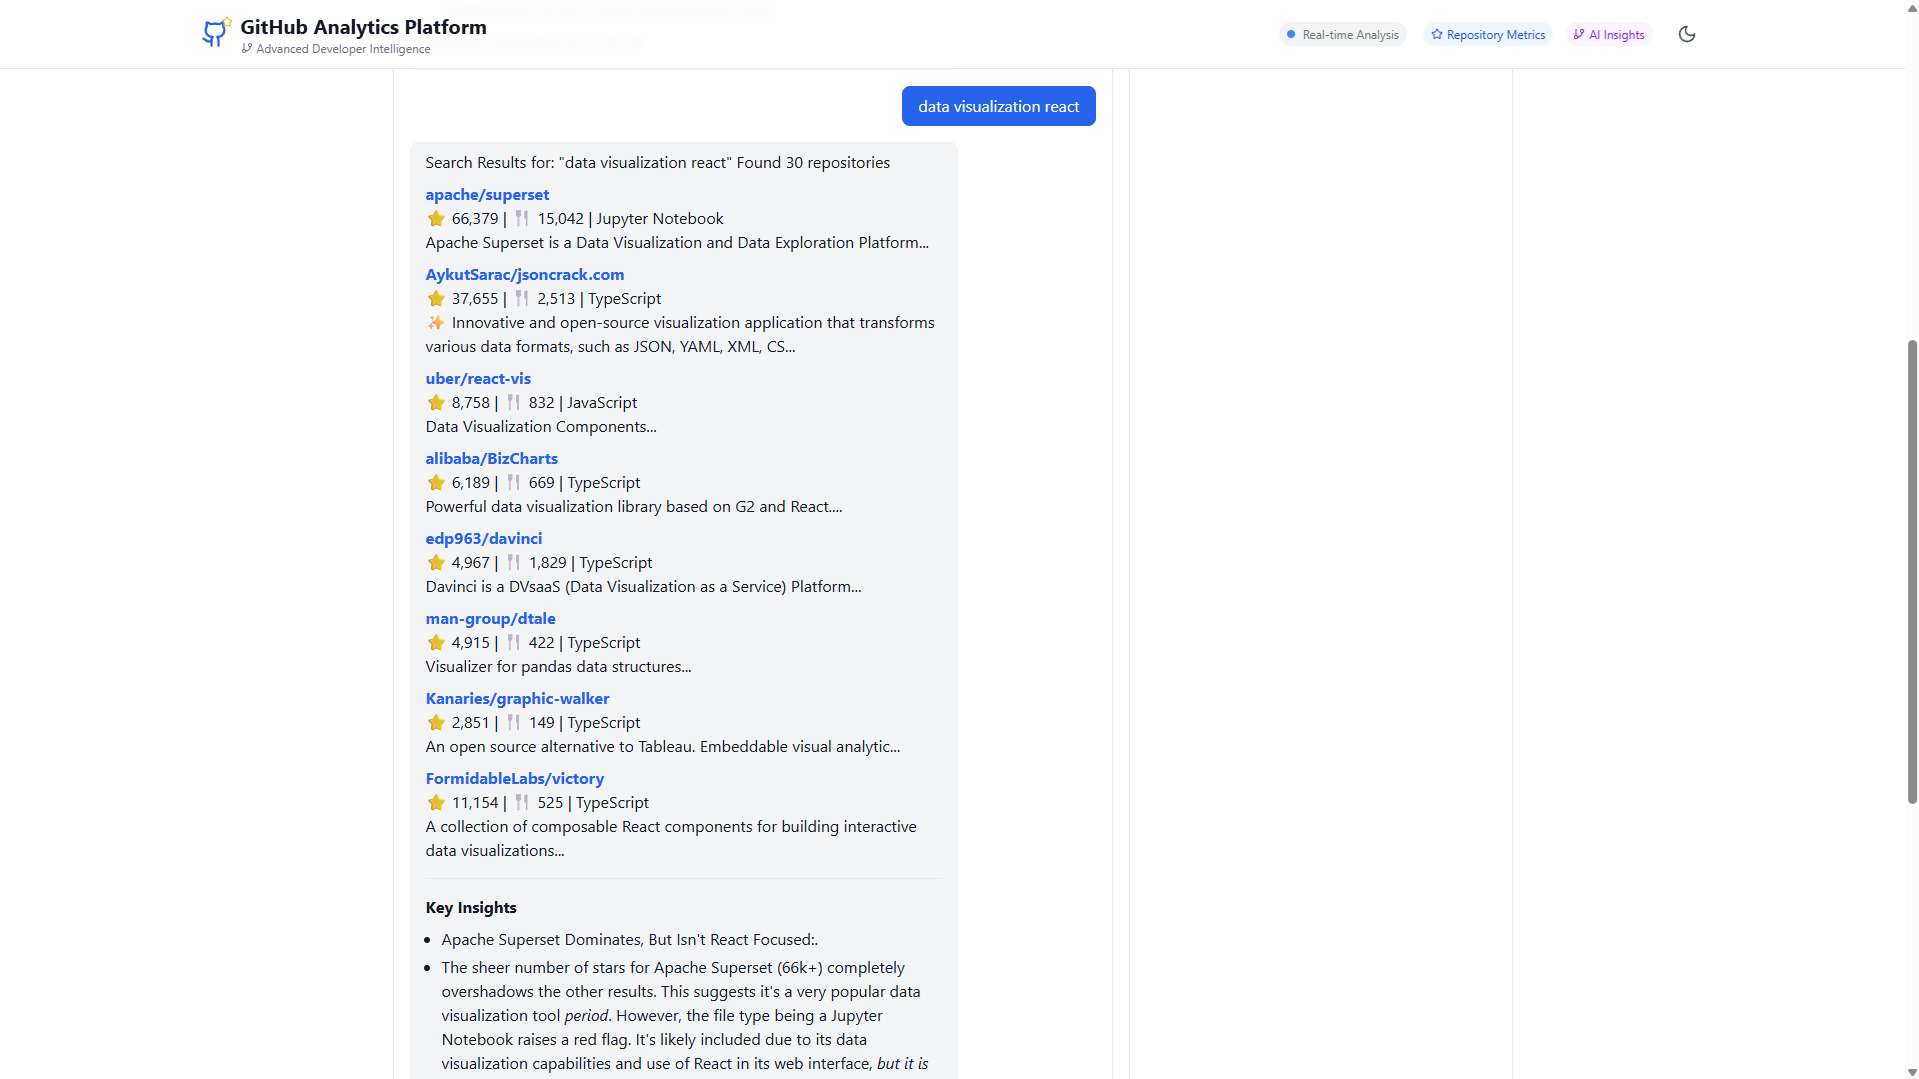 GitHub Analytics Platform
Advanced Developer Intelligence
Real-time Analysis
Repository Metrics
AI Insights
data visualization react
Search Results for: "data visualization react" Found 30 repositories
apache/superset
66,379 | 15,042 | Jupyter Notebook
Apache Superset is a Data Visualization and Data Exploration Platform...
AykutSarac/jsoncrack.com
37,655 | 2,513 | TypeScript
Innovative and open-source visualization application that transforms
various data formats, such as JSON, YAML, XML, CS...
uber/react-vis
8,758 | 832 | JavaScript
Data Visualization Components...
alibaba/BizCharts
6,189 | 669 | TypeScript
Powerful data visualization library based on G2 and React....
edp963/davinci
4,967 | 1,829 | TypeScript
Davinci is a DVsaaS (Data Visualization as a Service) Platform...
man-group/dtale
4,915 | 422 | TypeScript
Visualizer for pandas data structures...
Kanaries/graphic-walker
2,851 | 149 | TypeScript
An open source alternative to Tableau. Embeddable visual analytic...
FormidableLabs/victory
11,154 | 525 | TypeScript
A collection of composable React components for building interactive
data visualizations...
Key Insights
Apache Superset Dominates, But Isn't React Focused:.
The sheer number of stars for Apache Superset (66k+) completely
overshadows the other results. This suggests it's a very popular data
visualization tool period. However, the file type being a Jupyter
Notebook raises a red flag. It's likely included due to its data
visualization capabilities and use of React in its web interface, but it is